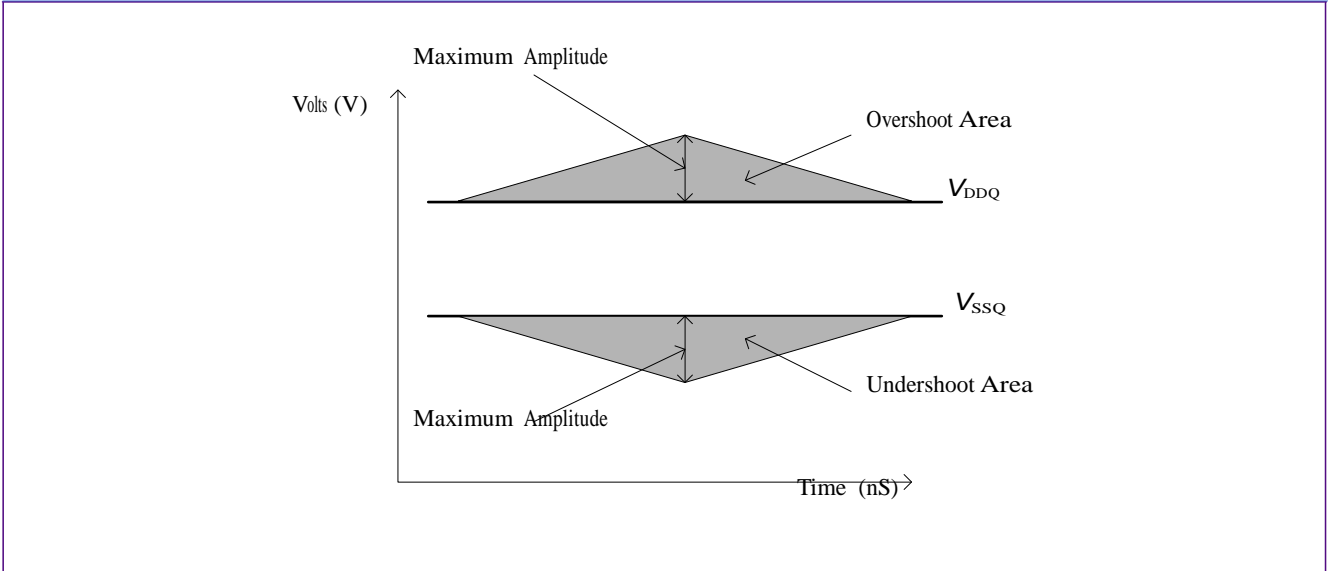 Maximum Amplitude
Volts (V)
Overshoot Area
VDDQ
VSSQ
Undershoot Area
Maximum Amplitude
Time (nS)